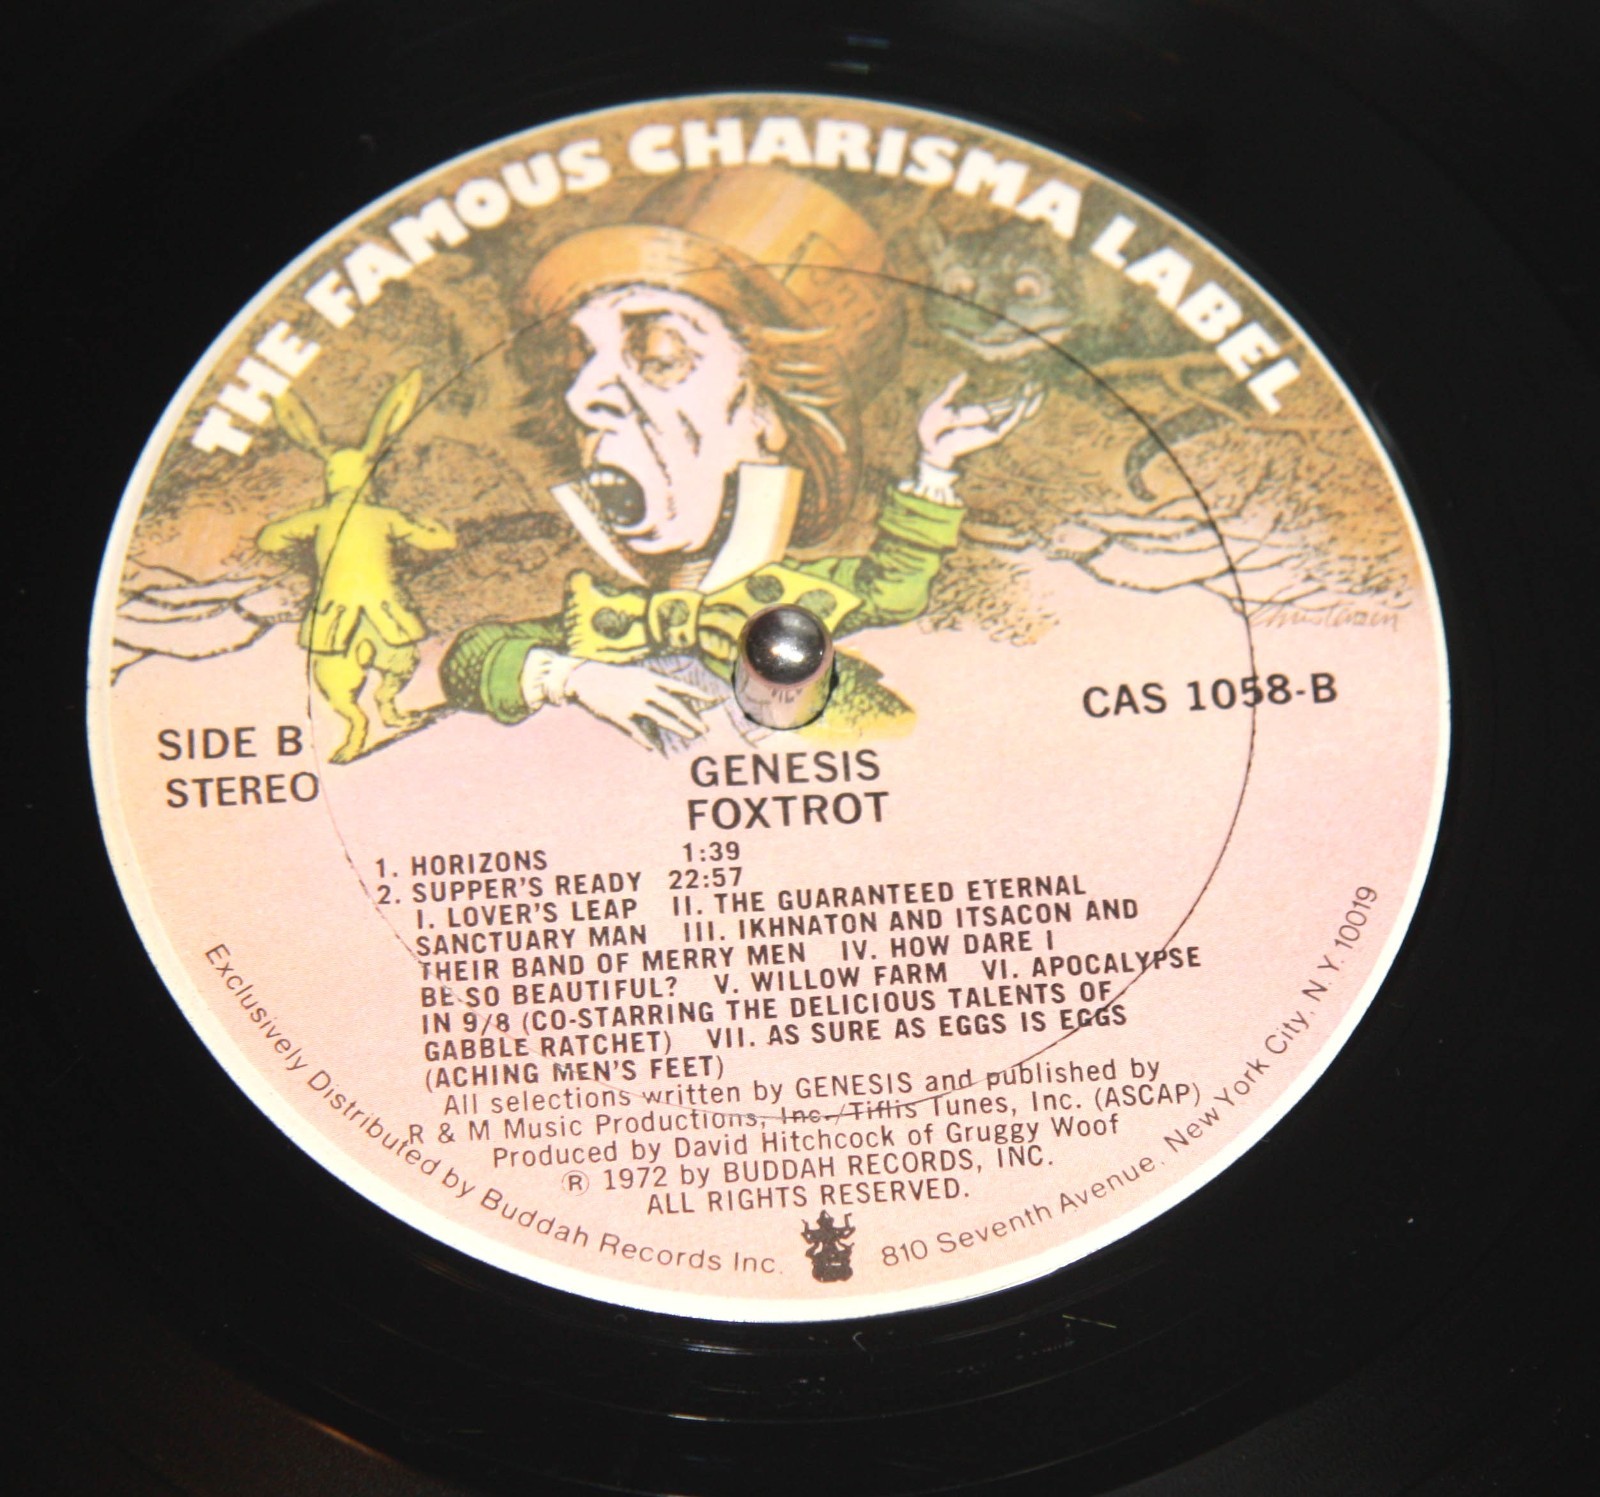 THE FAMOUS CHARISMA LABEL
Christensen
CAS 1058-B
SIDE B
STEREO
GENESIS
FOXTROT
1. HORIZONS 1:39
2. SUPPER'S READY 22:57
I. LOVER'S LEAP II. THE GUARANTEED ETERNAL
SANCTUARY MAN III. IKHNATON AND ITSACON AND
THEIR BAND OF MERRY MEN IV. HOW DARE I
BE SO BEAUTIFUL? V. WILLOW FARM VI. APOCALYPSE
IN 9/8 (CO-STARRING THE DELICIOUS TALENTS OF
GABBLE RATCHET) VII. AS SURE AS EGGS IS EGGS
(ACHING MEN'S FEET)
All selections written by GENESIS and published by
R & M Music Productions, Inc./Tiflis Tunes, Inc. (ASCAP)
Produced by David Hitchcock of Gruggy Woof
Ⓡ 1972 by BUDDAH RECORDS, INC.
ALL RIGHTS RESERVED.
Exclusively Distributed by Buddah Records Inc. 810 Seventh Avenue, New York City, N. Y. 10019